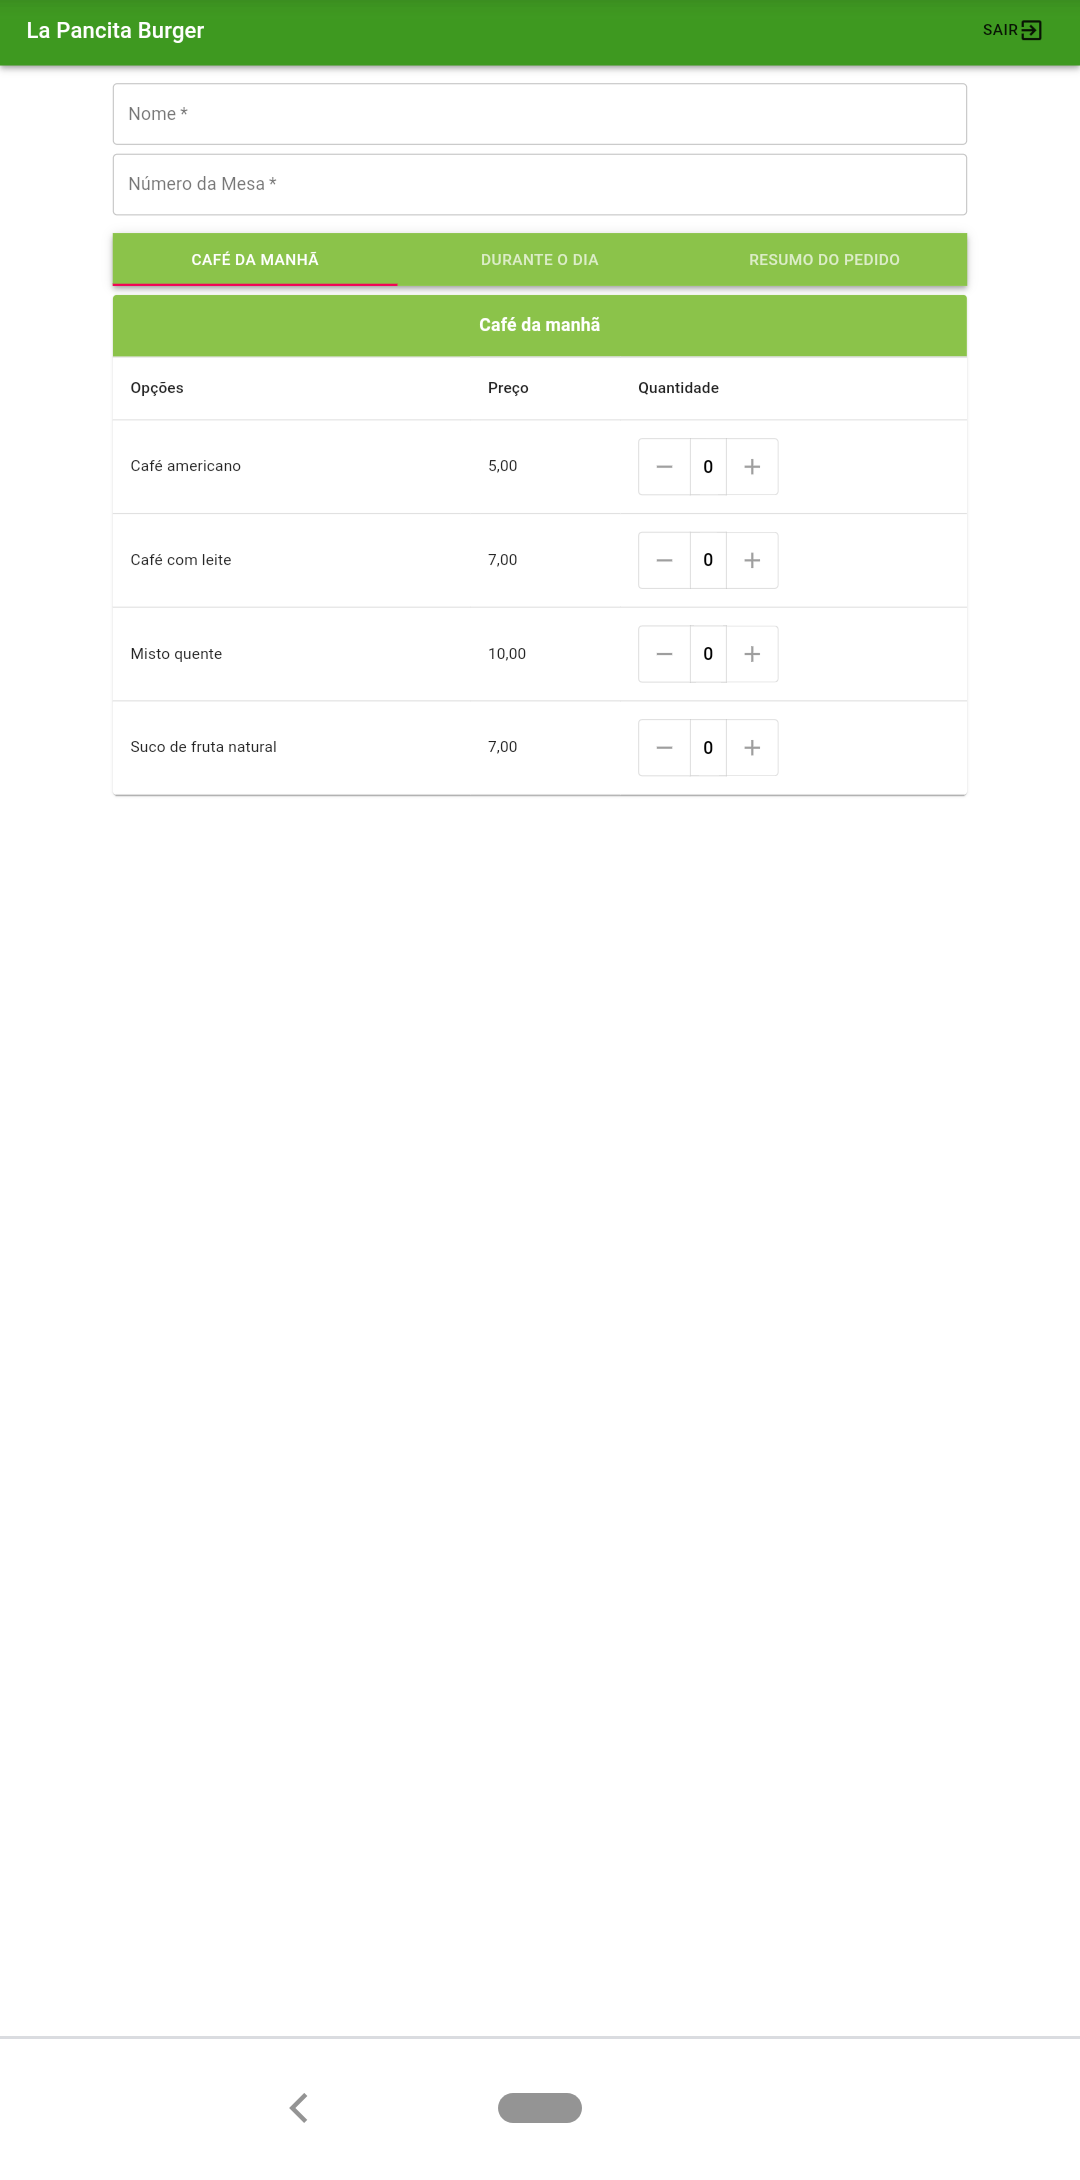 La Pancita Burger
SAIR
Nome *
Número da Mesa *
CAFÉ DA MANHÃ DURANTE O DIA RESUMO DO PEDIDO
Café da manhã
Opções Preço Quantidade
Café americano 5,00 0
Café com leite 7,00 0
Misto quente 10,00 0
Suco de fruta natural 7,00 0